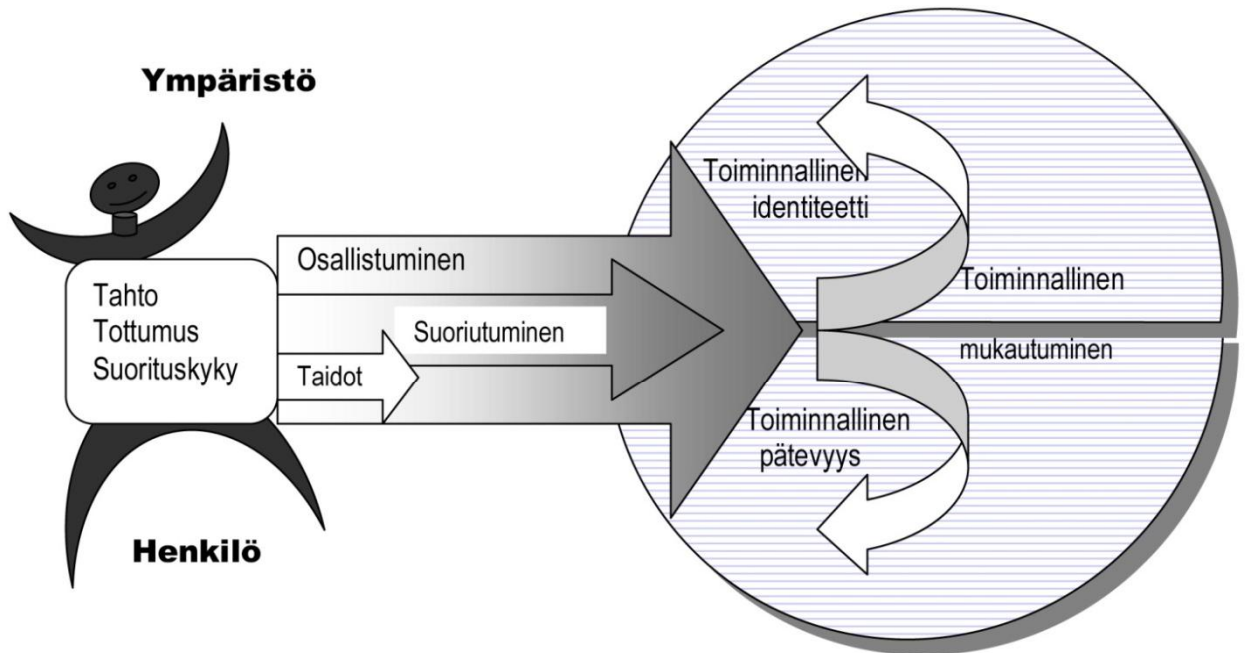 Ympäristö
Tahto
Tottumus
Suorituskyky
Henkilö
Osallistuminen
Suoriutuminen
Taidot
Toiminnallinen
identiteetti
Toiminnallinen
mukautuminen
Toiminnallinen
pätevyys